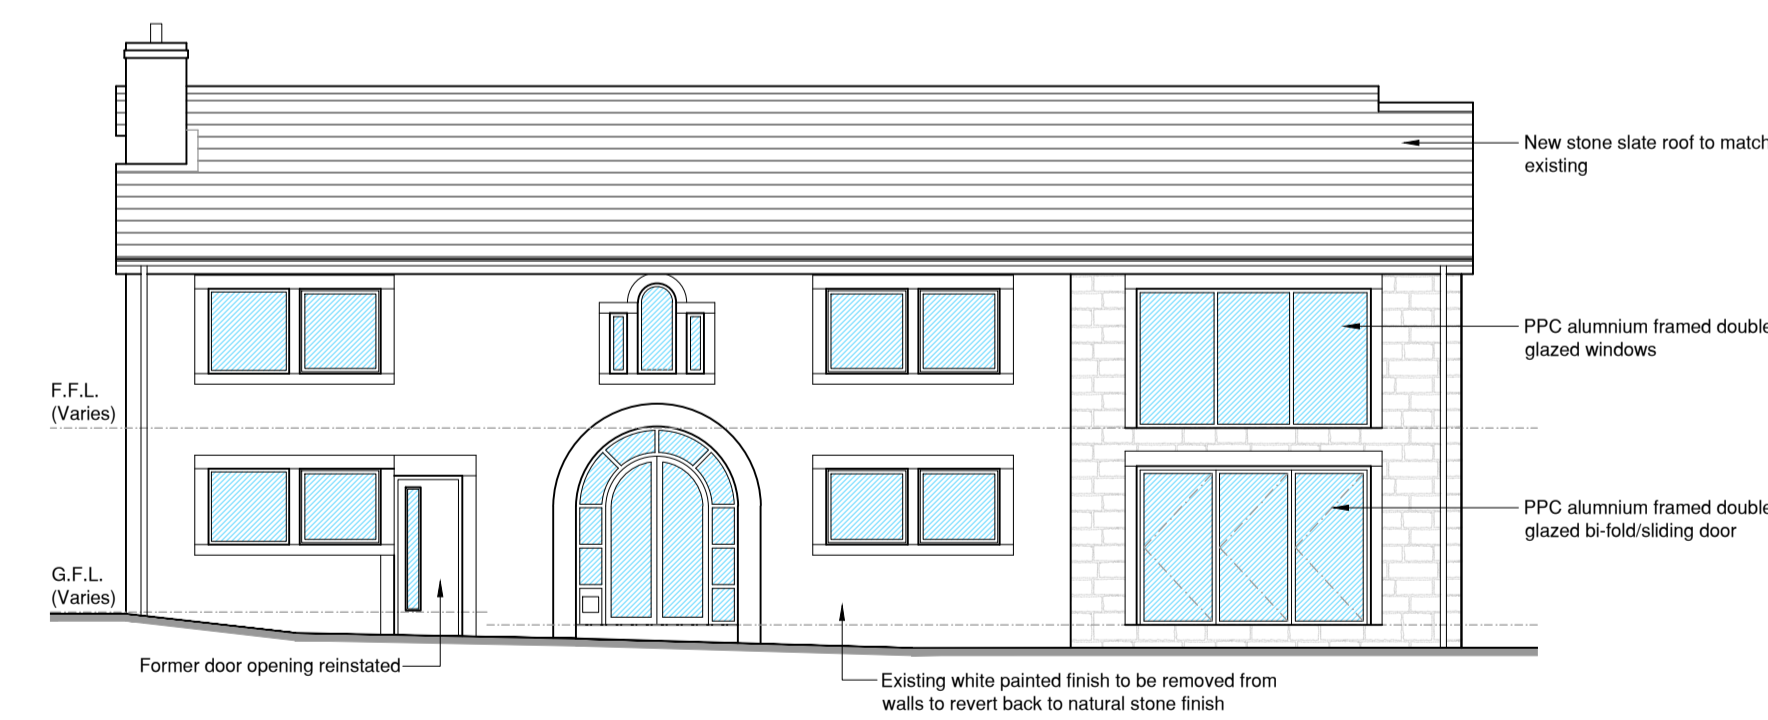 New stone slate roof to match
existing
PPC alumnium framed double
glazed windows
F.F.L.
(Varies)
PPC alumnium framed double
glazed bi-fold/sliding door
G.F.L.
(Varies)
Former door opening reinstated
Existing white painted finish to be removed from
walls to revert back to natural stone finish